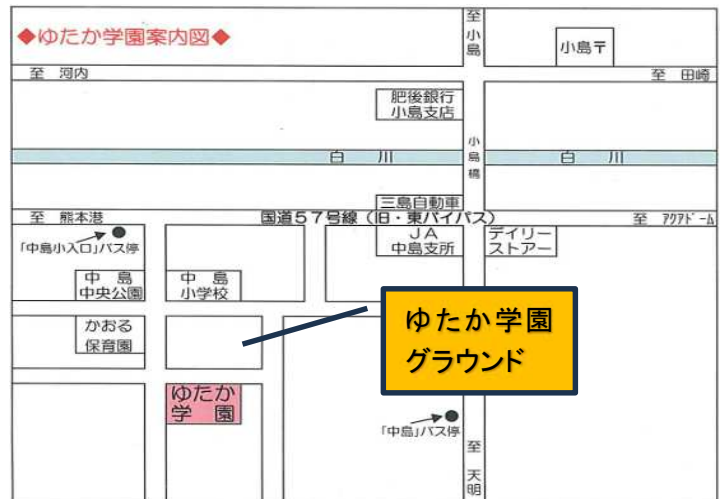 ◆ゆたか学園案内図◆
至
小
島
小島〒
至 河内
至 田崎
肥後銀行
小島支店
白 川
小
島
橋
白 川
三島自動車
至 熊本港
国道57号線(旧・東バイパス)
至 アクアドーム
「中島小入口」バス停
JA
中島支所
デイリー
ストアー
中 島
中央公園
中 島
小学校
かおる
保育園
ゆたか学園
グラウンド
ゆたか
学 園
「中島」バス停
至
天
明